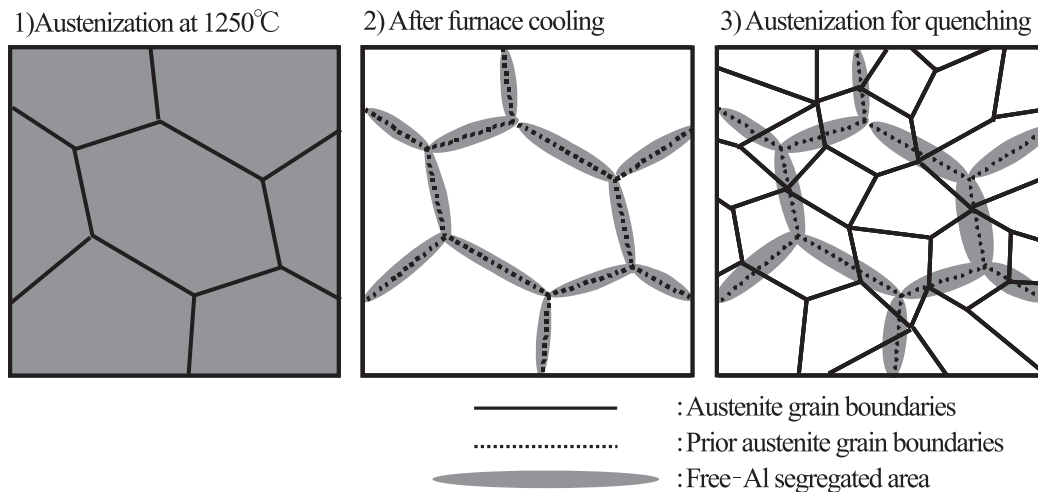 1)Austenization at 1250℃
2) After furnace cooling
3) Austenization for quenching
:Austenite grain boundaries
:Prior austenite grain boundaries
:Free-Al segregated area